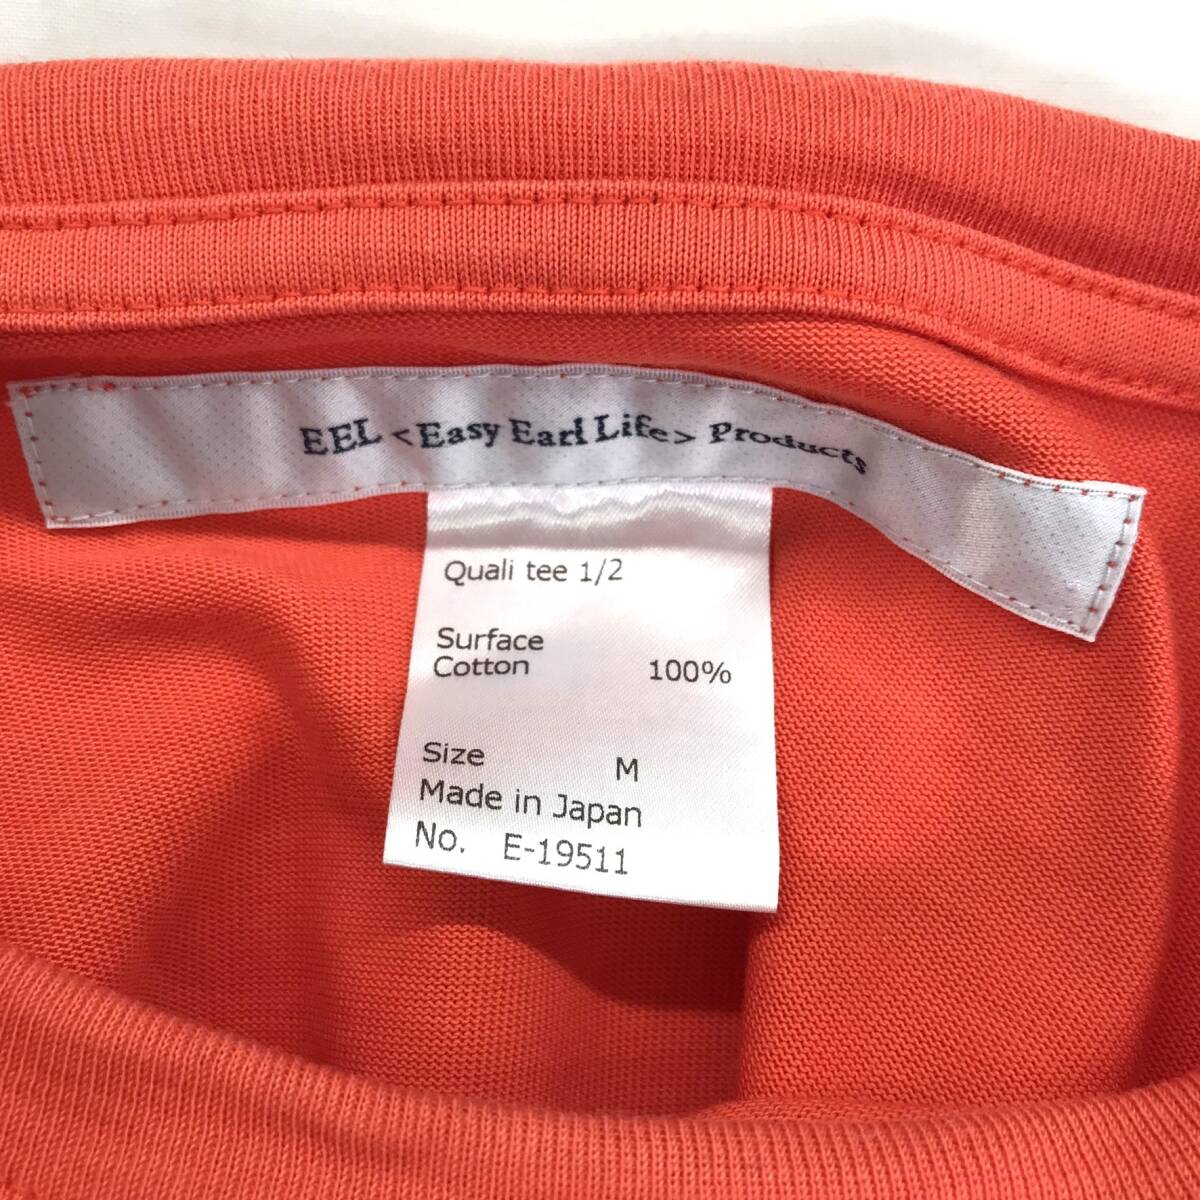 EEL <Easy Earl Life> Products
Quali tee 1/2
Surface
Cotton 100%
Size M
Made in Japan
No. E-19511